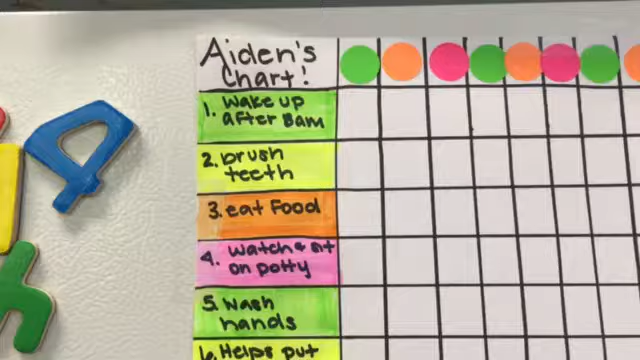 Aiden's
Chart!
1. Wake up
after 8am
2. brush
teeth
3. eat Food
4. Watch & sit
on potty
5. Wash
hands
6. Helps put